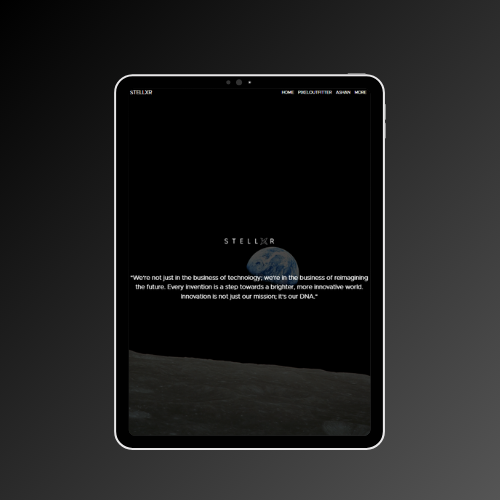 STELLXR
HOME PIXELOUTFITTER ASHAN MORE
STELLXR
"We're not just in the business of technology; we're in the business of reimagining
the future. Every invention is a step towards a brighter, more innovative world.
Innovation is not just our mission; it's our DNA."